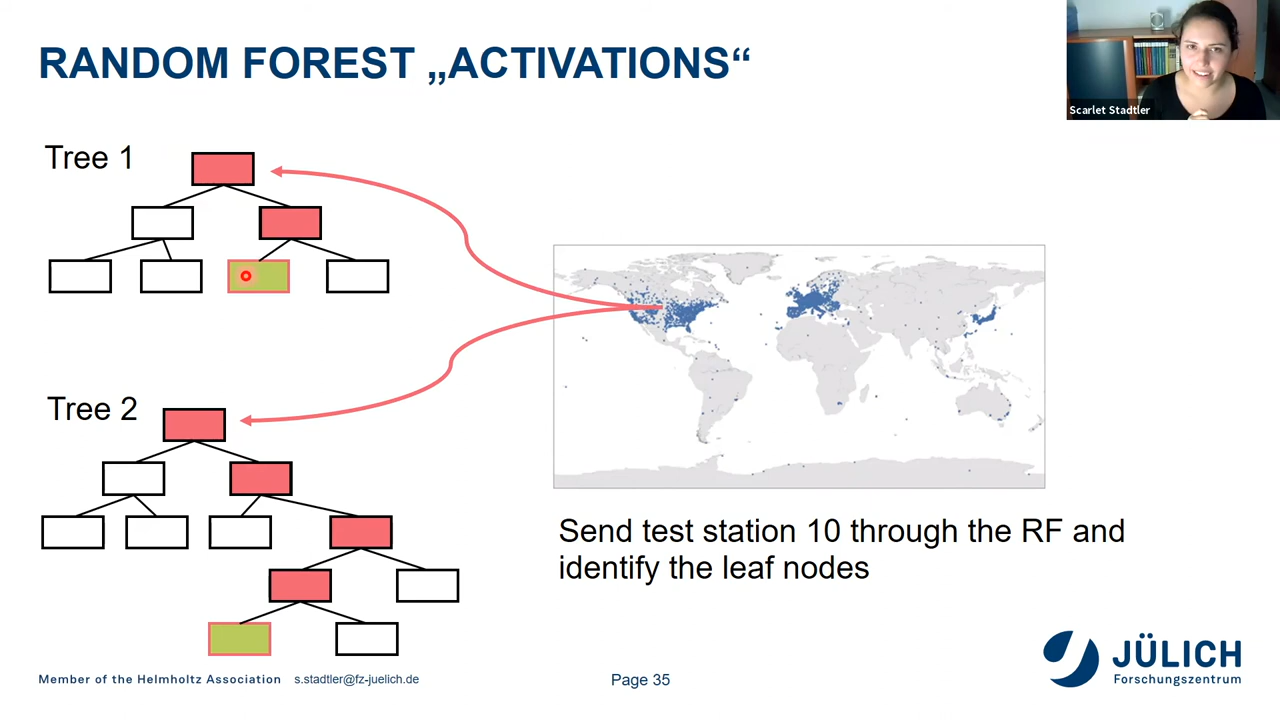 RANDOM FOREST „ACTIVATIONS“
Scarlet Stadtler
Tree 1
Tree 2
Send test station 10 through the RF and
identify the leaf nodes
JÜLICH
Forschungszentrum
Member of the Helmholtz Association s.stadtler@fz-juelich.de Page 35